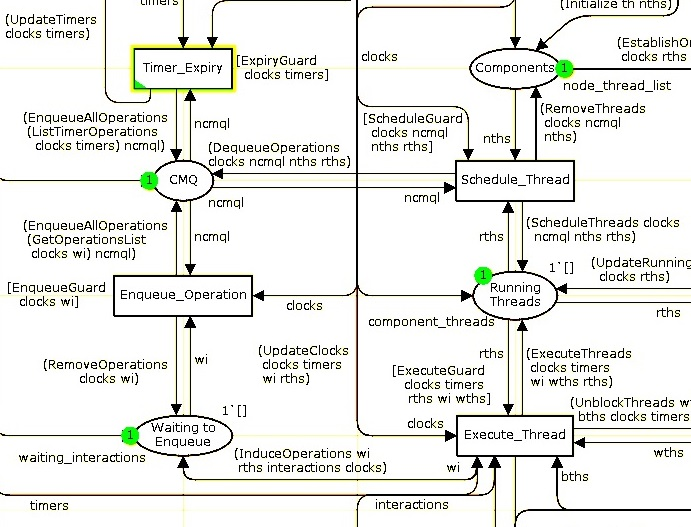 timers
(UpdateTimers
clocks timers)
(Initialize th nths)
Timer_Expiry
[ExpiryGuard
clocks timers]
clocks
Components
1
(EstablishOr
clocks rths
node_thread_list
(EnqueueAllOperations
(ListTimerOperations
clocks timers) ncmql)
ncmql
[ScheduleGuard
clocks ncmql
nths rths]
nths
(RemoveThreads
clocks ncmql
nths)
(DequeueOperations
clocks ncmql nths rths)
1
CMQ
ncmql
ncmql
Schedule_Thread
(EnqueueAllOperations
(GetOperationsList
clocks wi) ncmql)
ncmql
rths
(ScheduleThreads clocks
ncmql nths rths)
[EnqueueGuard
clocks wi]
Enqueue_Operation
clocks
1
1`[]
Running
Threads
(UpdateRunning
clocks rths)
rths
component_threads
(RemoveOperations
clocks wi)
wi
(UpdateClocks
clocks timers
wi rths)
rths
[ExecuteGuard
clocks timers
rths wi wths]
(ExecuteThreads
clocks timers
wi wths rths)
1`[]
1
Waiting to
Enqueue
waiting_interactions
clocks
Execute_Thread
(UnblockThreads w
bths clocks timers
wths
(InduceOperations wi
rths interactions clocks)
wi
bths
timers
interactions